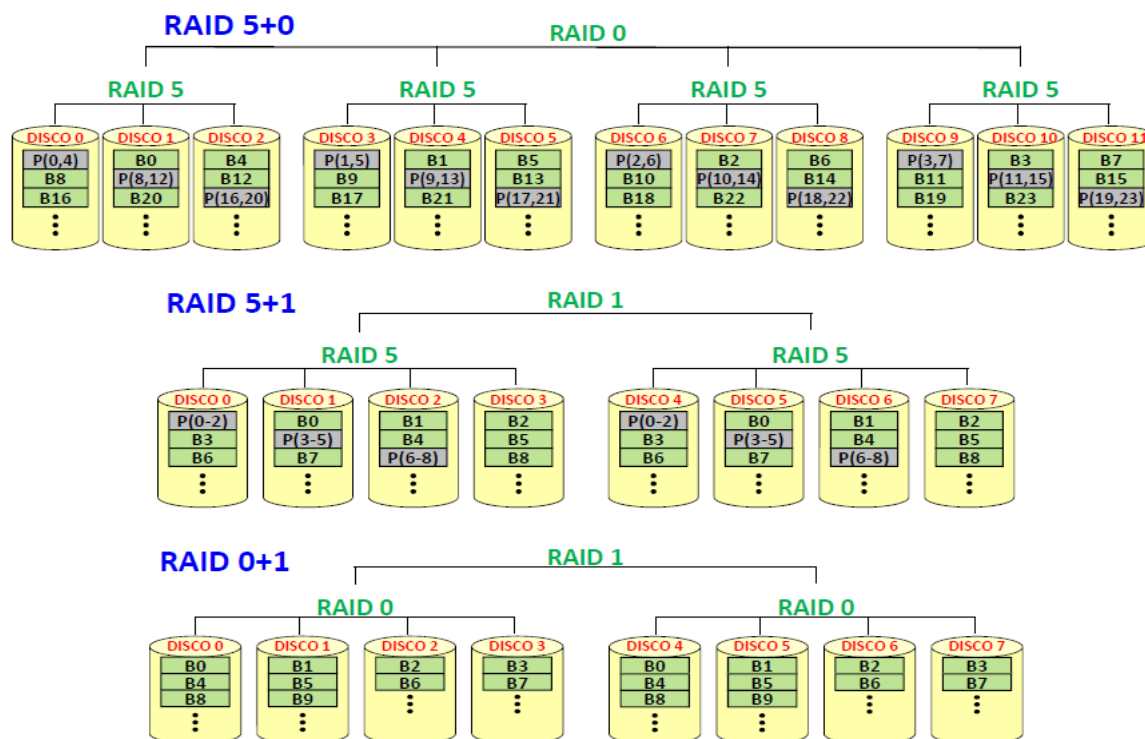 RAID 5+0
RAID 0
RAID 5 RAID 5 RAID 5 RAID 5
DISCO 0 DISCO 1 DISCO 2 DISCO 3 DISCO 4 DISCO 5 DISCO 6 DISCO 7 DISCO 8 DISCO 9 DISCO 10 DISCO 11
P(0,4) B0 B4 P(1,5) B1 B5 P(2,6) B2 B6 P(3,7) B3 B7
B8 P(8,12) B12 B9 P(9,13) B13 B10 P(10,14) B14 B11 P(11,15) B15
B16 B20 P(16,20) B17 B21 P(17,21) B18 B22 P(18,22) B19 B23 P(19,23)
RAID 5+1
RAID 1
RAID 5 RAID 5
DISCO 0 DISCO 1 DISCO 2 DISCO 3 DISCO 4 DISCO 5 DISCO 6 DISCO 7
P(0-2) B0 B1 B2 P(0-2) B0 B1 B2
B3 P(3-5) B4 B5 B3 P(3-5) B4 B5
B6 B7 P(6-8) B8 B6 B7 P(6-8) B8
RAID 0+1
RAID 1
RAID 0 RAID 0
DISCO 0 DISCO 1 DISCO 2 DISCO 3 DISCO 4 DISCO 5 DISCO 6 DISCO 7
B0 B1 B2 B3 B0 B1 B2 B3
B4 B5 B6 B7 B4 B5 B6 B7
B8 B9 B8 B9